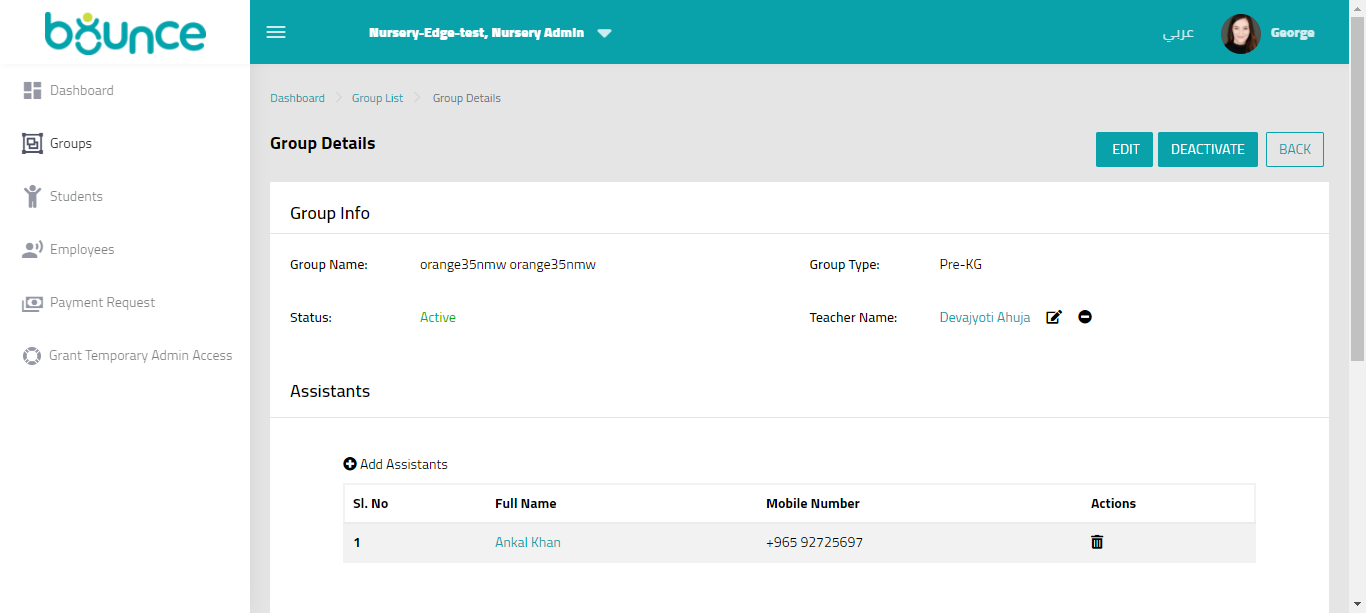 bounce
Nursery-Edge-test, Nursery Admin
عربي
George
Dashboard
Groups
Students
Employees
Payment Request
Grant Temporary Admin Access
Dashboard > Group List > Group Details
Group Details
EDIT
DEACTIVATE
BACK
Group Info
Group Name: orange35nmw orange35nmw
Group Type: Pre-KG
Status: Active
Teacher Name: Devajyoti Ahuja
Assistants
Add Assistants
Sl. No Full Name Mobile Number Actions
1 Ankal Khan +965 92725697